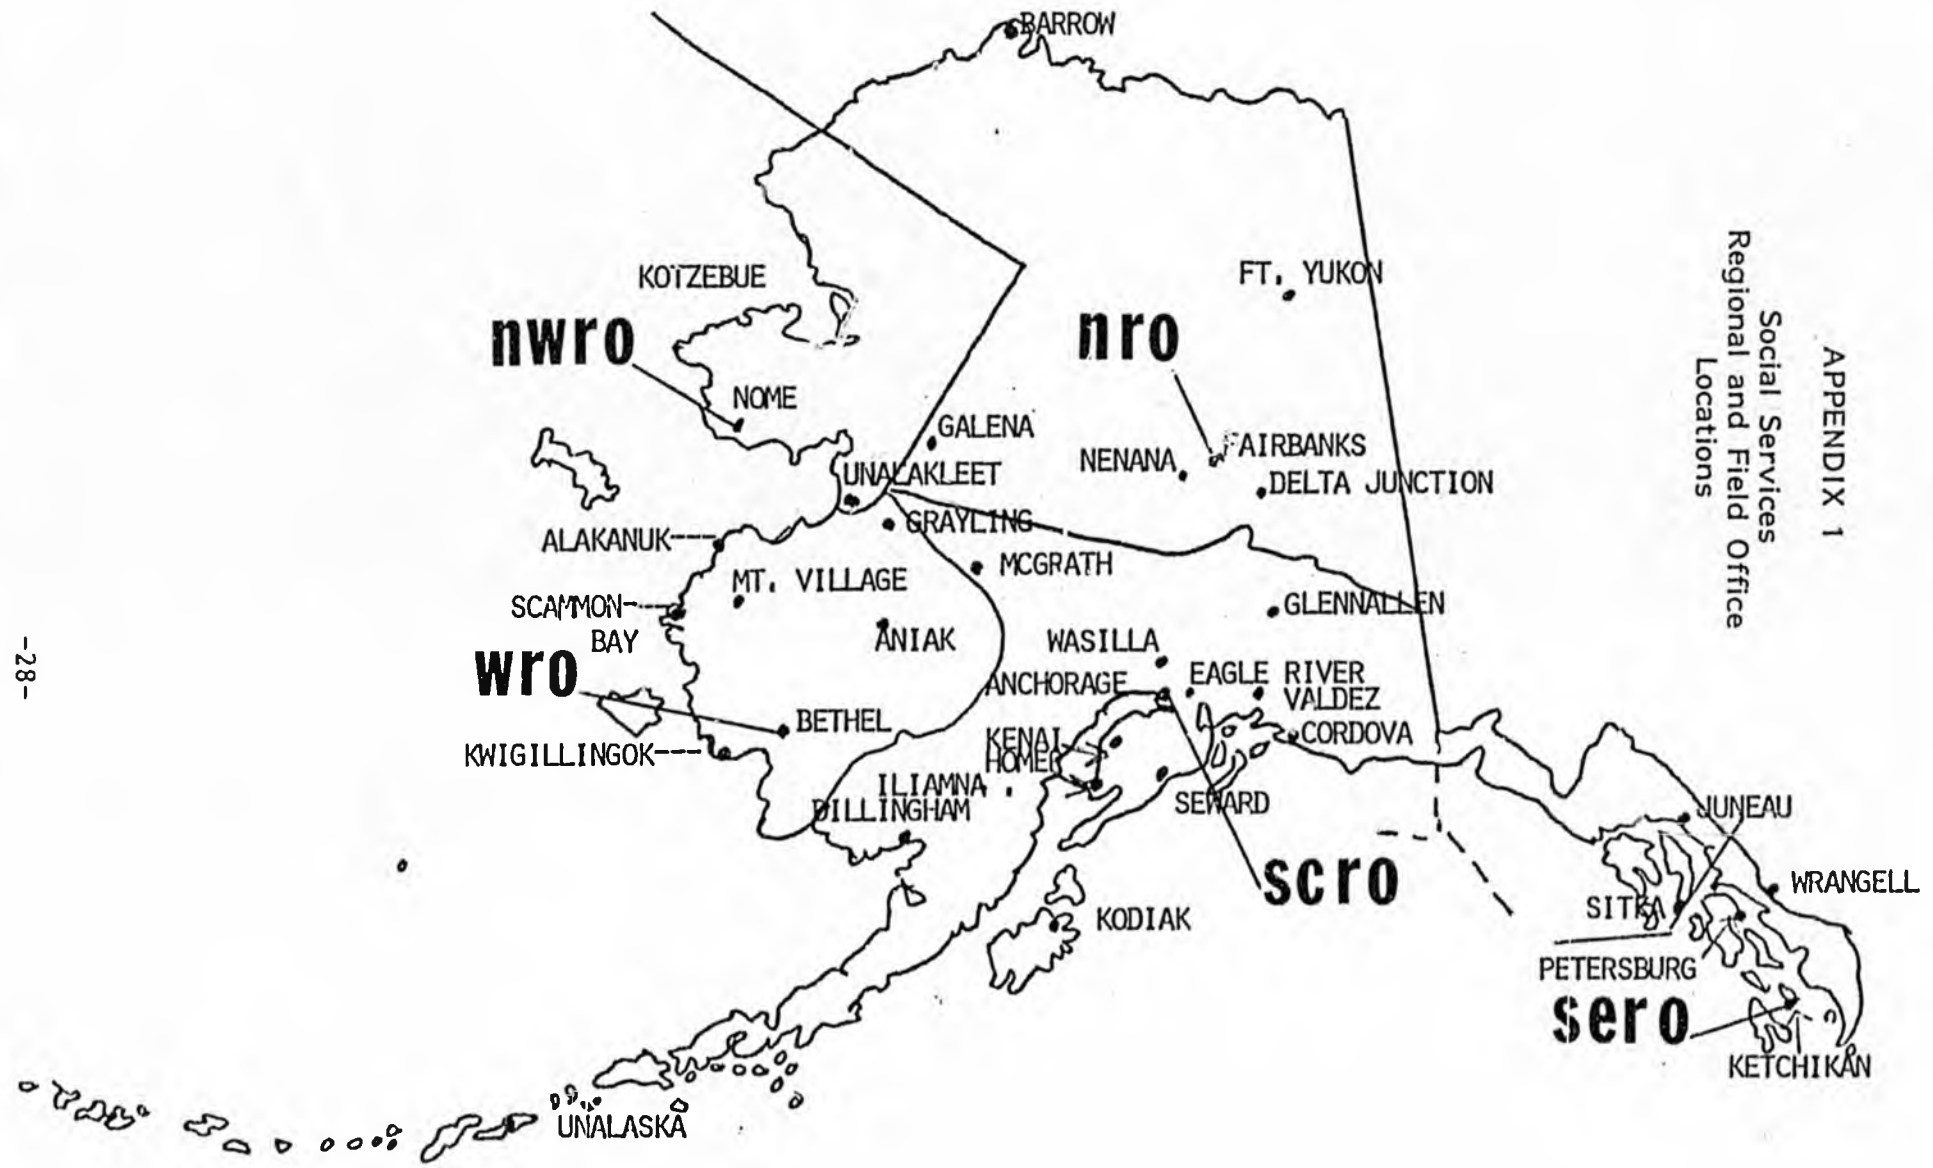 APPENDIX 1
Social Services
Regional and Field Office
Locations
BARROW
KOTZEBUE
FT. YUKON
nwro
nro
NOME
GALENA
FAIRBANKS
NENANA
DELTA JUNCTION
UNALAKLEET
GRAYLING
ALAKANUK
MCGRATH
MT. VILLAGE
SCAMMON
BAY
GLENNALLEN
ANIAK
WASILLA
wro
ANCHORAGE
EAGLE RIVER
VALDEZ
BETHEL
CORDOVA
KENAI
KWIGILLINGOK
HOMER
ILIAMNA
DILLINGHAM
SEWARD
JUNEAU
scro
WRANGELL
SITKA
KODIAK
PETERSBURG
sero
KETCHIKAN
UNALASKA
-28-